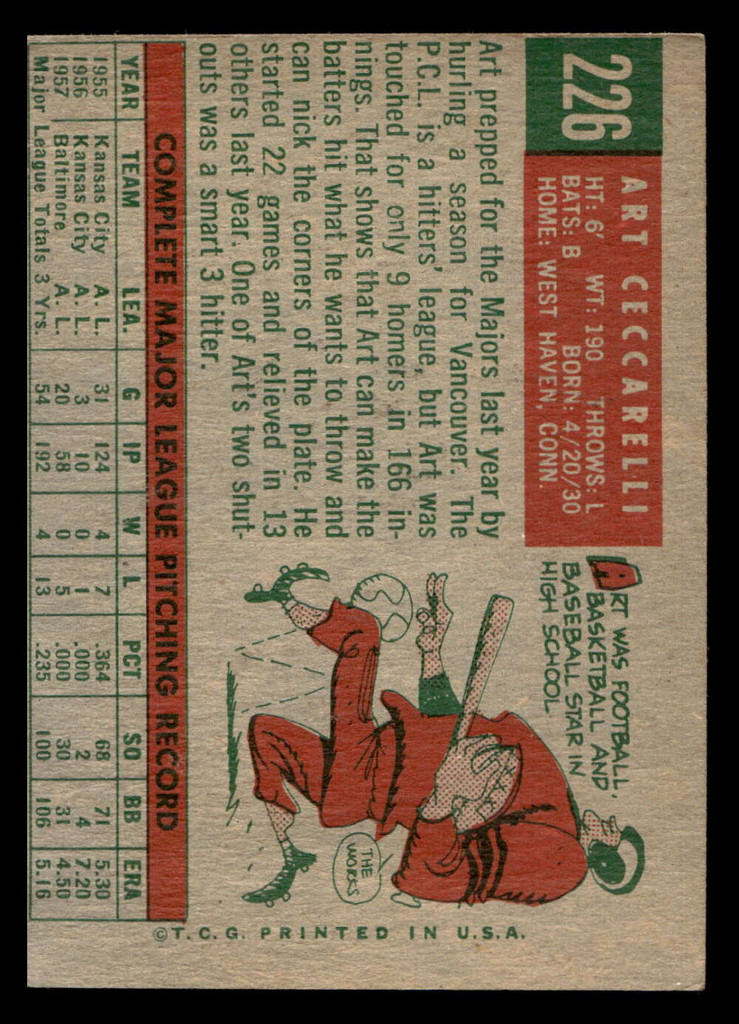 226
ART CECCARELLI
HT: 6' WT: 190 THROWS: L
BATS: B BORN: 4/20/30
HOME: WEST HAVEN, CONN.
ART WAS FOOTBALL,
BASKETBALL AND
BASEBALL STAR IN
HIGH SCHOOL
THE
WORKS
Art prepped for the Majors last year by
hurling a season for Vancouver. The
P.C.L. is a hitters' league, but Art was
touched for only 9 homers in 166 in-
nings. That shows that Art can make the
batters hit what he wants to throw and
can nick the corners of the plate. He
started 22 games and relieved in 13
others last year. One of Art's two shut-
outs was a smart 3 hitter.
COMPLETE MAJOR LEAGUE PITCHING RECORD
YEAR TEAM LEA. G IP W L PCT SO BB ERA
1955 Kansas City A. L. 31 124 4 7 .364 68 71 5.30
1956 Kansas City A. L. 3 10 0 1 .000 2 4 7.20
1957 Baltimore A. L. 20 58 0 5 .000 30 31 4.50
Major League Totals 3 Yrs. 54 192 4 13 .235 100 106 5.16
© T.C.G. PRINTED IN U.S.A.